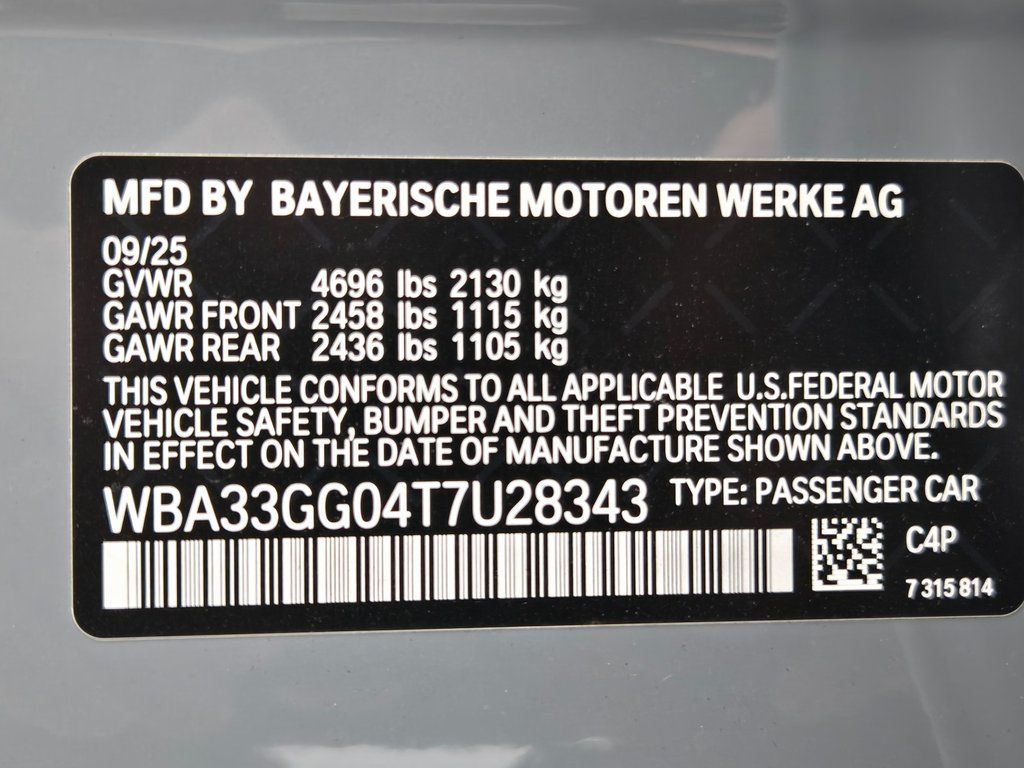 MFD BY BAYERISCHE MOTOREN WERKE AG
09/25
GVWR 4696 lbs 2130 kg
GAWR FRONT 2458 lbs 1115 kg
GAWR REAR 2436 lbs 1105 kg
THIS VEHICLE CONFORMS TO ALL APPLICABLE U.S.FEDERAL MOTOR
VEHICLE SAFETY, BUMPER AND THEFT PREVENTION STANDARDS
IN EFFECT ON THE DATE OF MANUFACTURE SHOWN ABOVE.
WBA33GG04T7U28343 TYPE: PASSENGER CAR
C4P
7 315 814